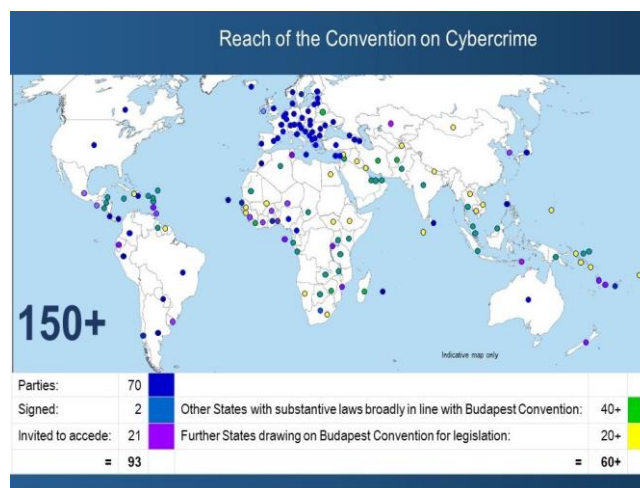 Reach of the Convention on Cybercrime
150+
Indicative map only
Parties: 70
Signed: 2 Other States with substantive laws broadly in line with Budapest Convention: 40+
Invited to accede: 21 Further States drawing on Budapest Convention for legislation: 20+
= 93 = 60+